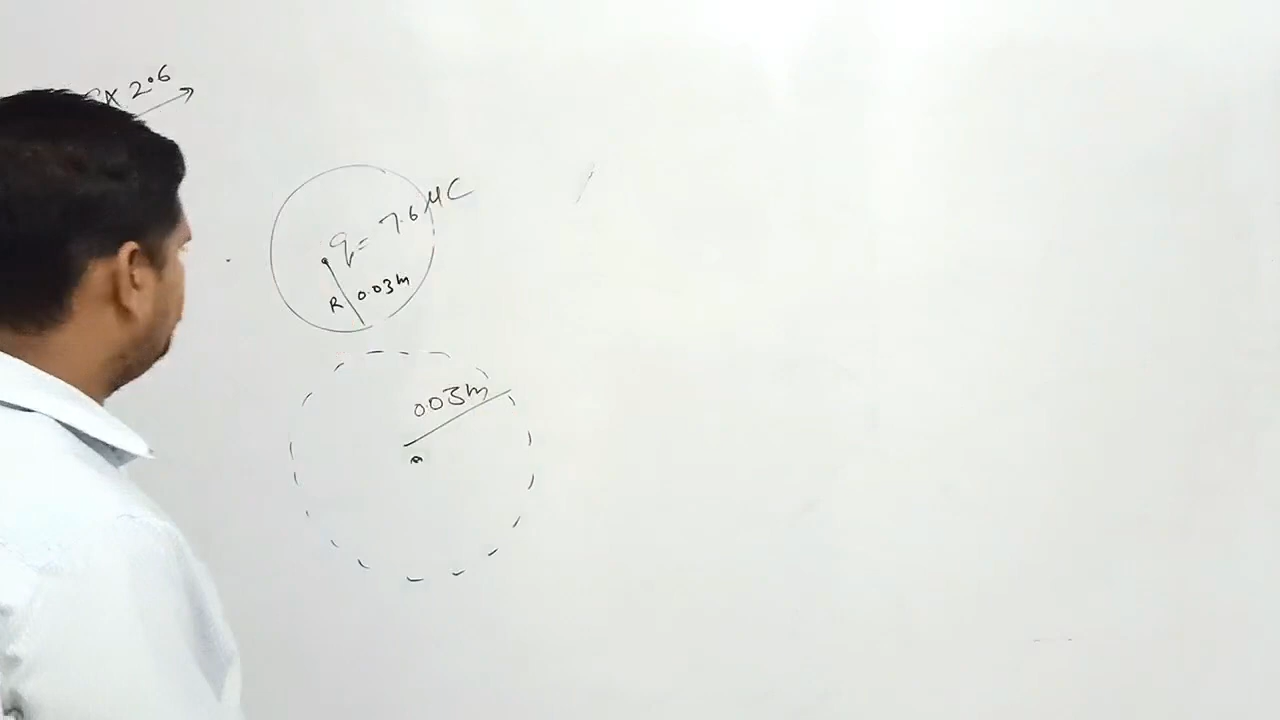 x 2.6
q = 7.6 μC
R 0.03m
0.03m